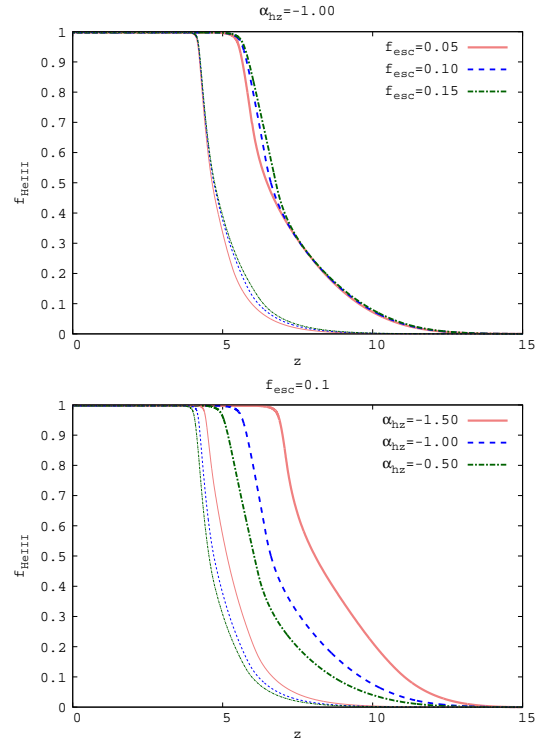 α_hz=-1.00
f_esc=0.05
f_esc=0.10
f_esc=0.15
1
0.9
0.8
0.7
0.6
0.5
0.4
0.3
0.2
0.1
0
f_HeIII
0 5 10 15
z
f_esc=0.1
α_hz=-1.50
α_hz=-1.00
α_hz=-0.50
1
0.9
0.8
0.7
0.6
0.5
0.4
0.3
0.2
0.1
0
f_HeIII
0 5 10 15
z